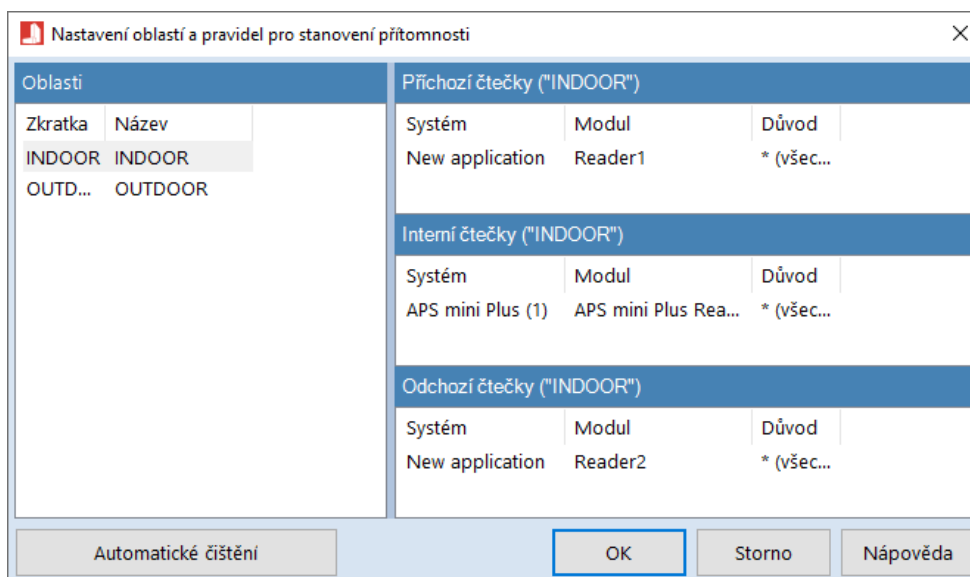 Nastavení oblastí a pravidel pro stanovení přítomnosti
Oblasti
Zkratka Název
INDOOR INDOOR
OUTD... OUTDOOR
Příchozí čtečky ("INDOOR")
Systém Modul Důvod
New application Reader1 * (všec...
Interní čtečky ("INDOOR")
Systém Modul Důvod
APS mini Plus (1) APS mini Plus Rea... * (všec...
Odchozí čtečky ("INDOOR")
Systém Modul Důvod
New application Reader2 * (všec...
Automatické čištění OK Storno Nápověda